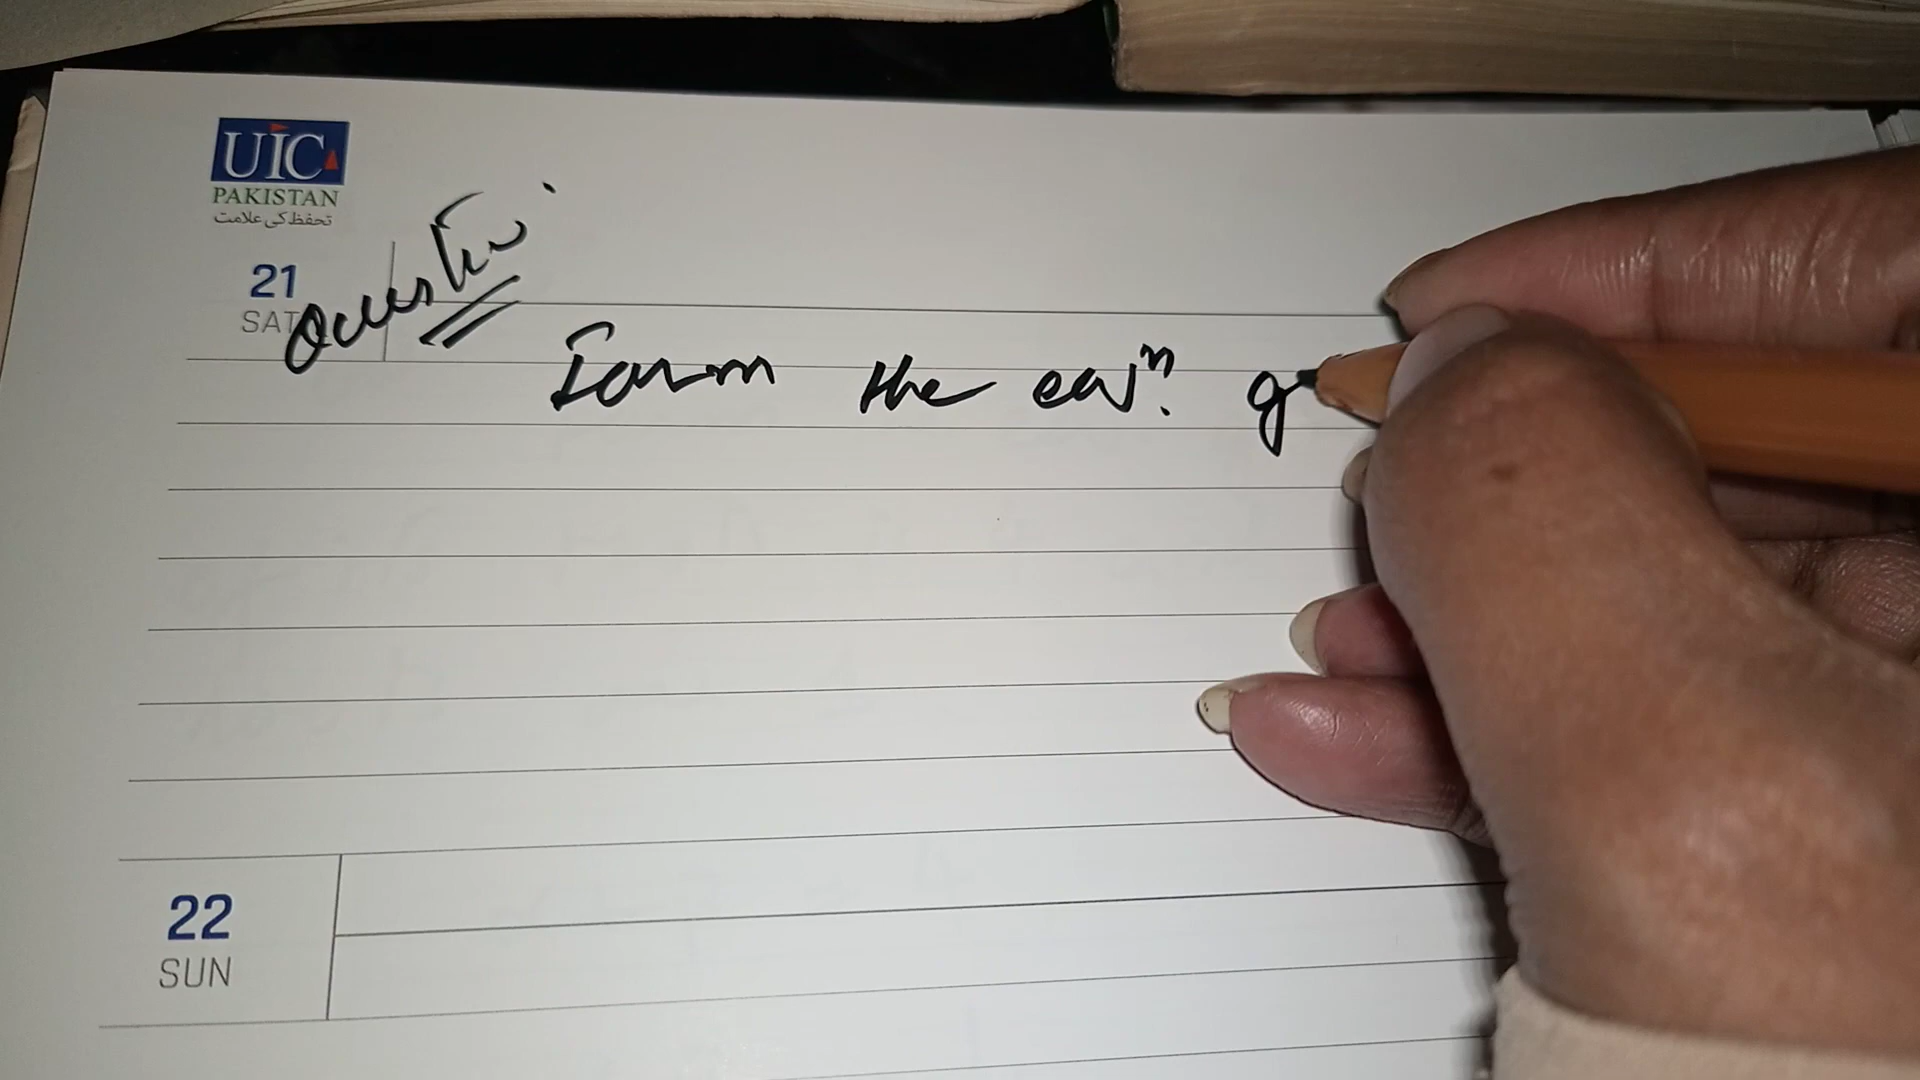 UIC
PAKISTAN
تحفظ کی علامت
21
SAT
Question
Form the eqn. g
22
SUN